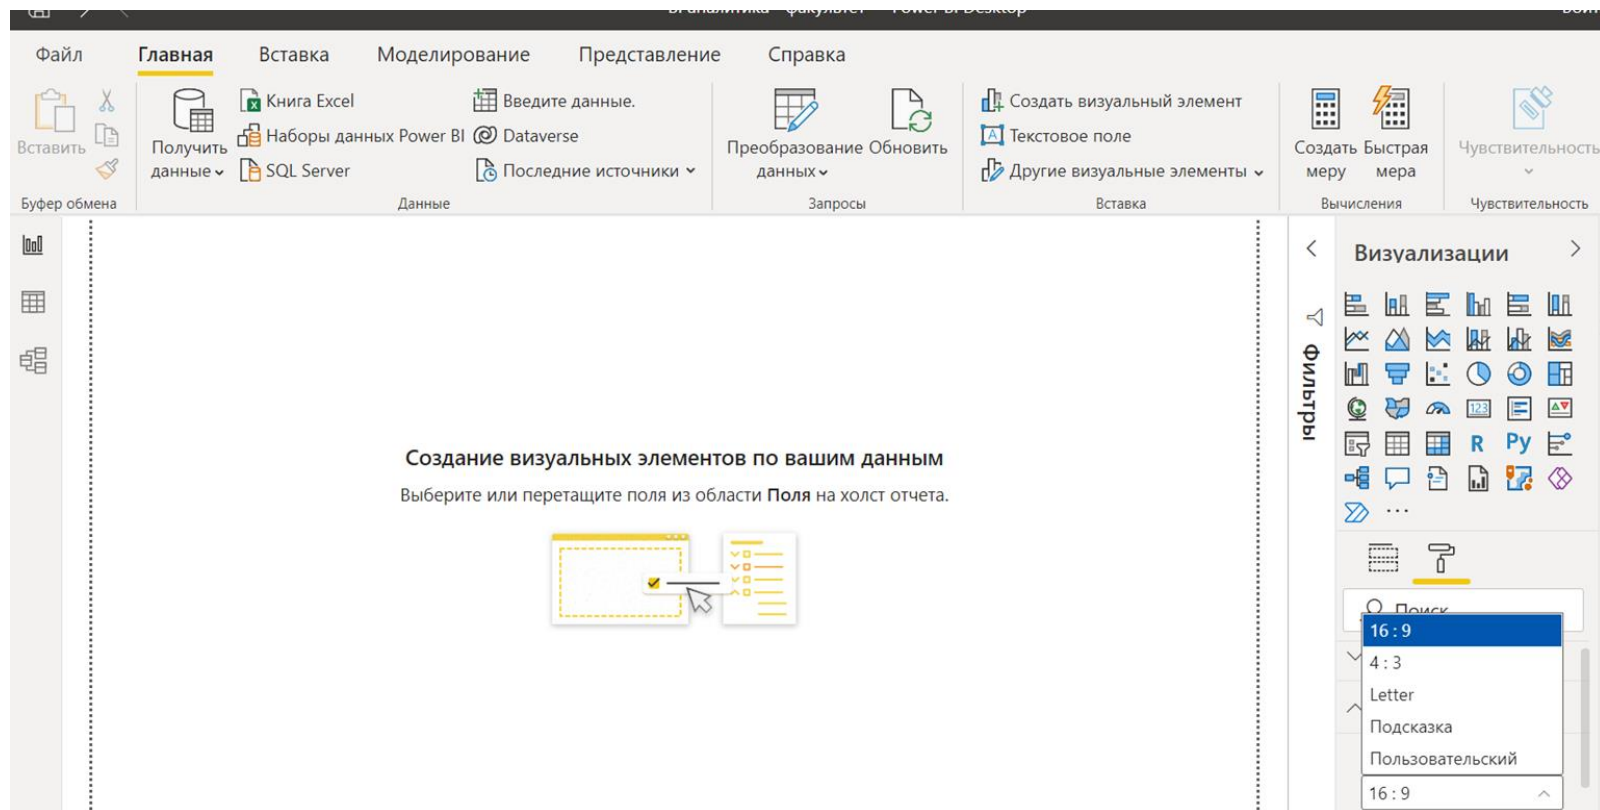 Файл Главная Вставка Моделирование Представление Справка
Книга Excel Введите данные.
Вставить Получить данные Наборы данных Power BI Dataverse Преобразование данных Обновить
SQL Server Последние источники
Создать визуальный элемент
Текстовое поле
Другие визуальные элементы
Создать меру Быстрая мера Чувствительность
Буфер обмена Данные Запросы Вставка Вычисления Чувствительность
Визуализации
123
R Py
Фильтры
Создание визуальных элементов по вашим данным
Выберите или перетащите поля из области Поля на холст отчета.
...
Поиск
16 : 9
4 : 3
Letter
Подсказка
Пользовательский
16 : 9